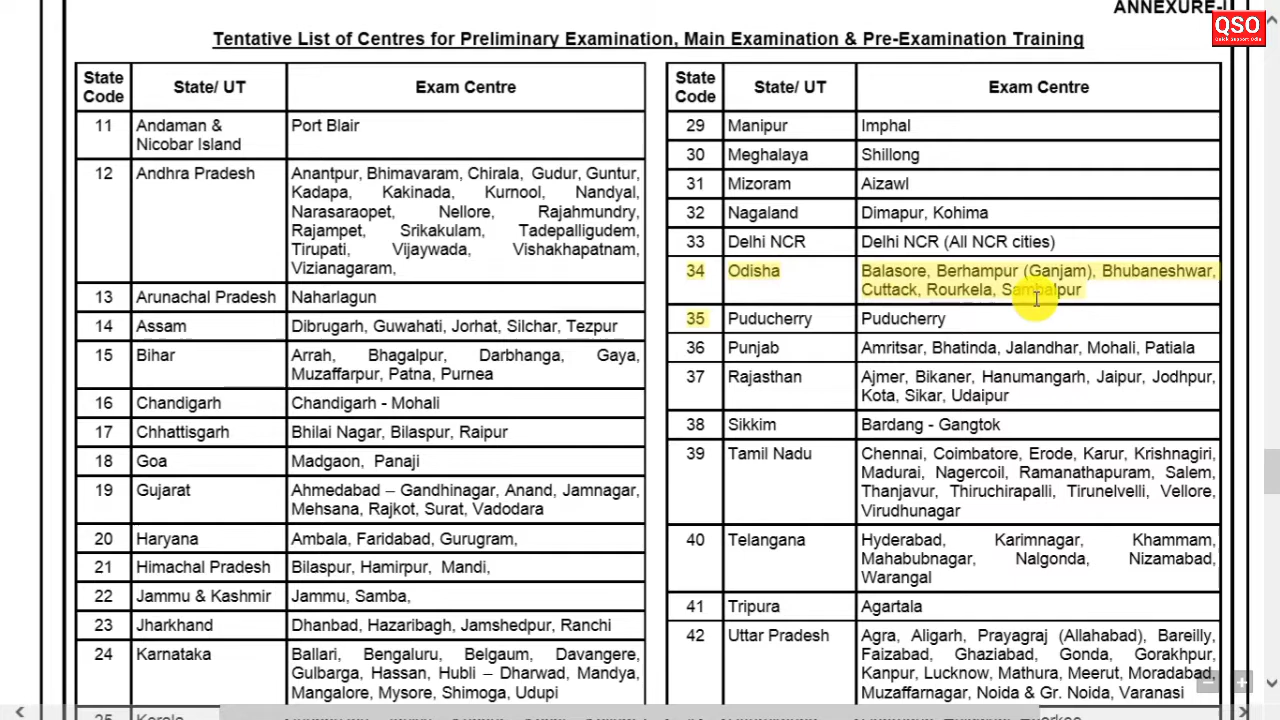 ANNEXURE-I
QSO
Tentative List of Centres for Prelimnry Examination, Main Examination & Pre-Examination Training
State Code State/ UT Exam Centre
11 Andaman & Nicobar Island Port Blair
12 Andhra Pradesh Anantpur, Bhimavaram, Chirala, Gudur, Guntur,
Kadapa, Kakinada, Kurnool, Nandyal,
Narasaraopet, Nellore, Rajahmundry,
Rajampet, Srikakulam, Tadepalligudem,
Tirupati, Vijaywada, Vishakhapatnam,
Vizianagaram,
13 Arunachal Pradesh Naharlagun
14 Assam Dibrugarh, Guwahati, Jorhat, Silchar, Tezpur
15 Bihar Arrah, Bhagalpur, Darbhanga, Gaya,
Muzaffarpur, Patna, Purnea
16 Chandigarh Chandigarh - Mohali
17 Chhattisgarh Bhilai Nagar, Bilaspur, Raipur
18 Goa Madgaon, Panaji
19 Gujarat Ahmedabad – Gandhinagar, Anand, Jamnagar,
Mehsana, Rajkot, Surat, Vadodara
20 Haryana Ambala, Faridabad, Gurugram,
21 Himachal Pradesh Bilaspur, Hamirpur, Mandi,
22 Jammu & Kashmir Jammu, Samba,
23 Jharkhand Dhanbad, Hazaribagh, Jamshedpur, Ranchi
24 Karnataka Ballari, Bengaluru, Belgaum, Davangere,
Gulbarga, Hassan, Hubli – Dharwad, Mandya,
Mangalore, Mysore, Shimoga, Udupi
25 Kerala
State Code State/ UT Exam Centre
29 Manipur Imphal
30 Meghalaya Shillong
31 Mizoram Aizawl
32 Nagaland Dimapur, Kohima
33 Delhi NCR Delhi NCR (All NCR cities)
34 Odisha Balasore, Berhampur (Ganjam), Bhubaneshwar,
Cuttack, Rourkela, Sambalpur
35 Puducherry Puducherry
36 Punjab Amritsar, Bhatinda, Jalandhar, Mohali, Patiala
37 Rajasthan Ajmer, Bikaner, Hanumangarh, Jaipur, Jodhpur,
Kota, Sikar, Udaipur
38 Sikkim Bardang - Gangtok
39 Tamil Nadu Chennai, Coimbatore, Erode, Karur, Krishnagiri,
Madurai, Nagercoil, Ramanathapuram, Salem,
Thanjavur, Thiruchirapalli, Tirunelvelli, Vellore,
Virudhunagar
40 Telangana Hyderabad, Karimnagar, Khammam,
Mahabubnagar, Nalgonda, Nizamabad,
Warangal
41 Tripura Agartala
42 Uttar Pradesh Agra, Aligarh, Prayagraj (Allahabad), Bareilly,
Faizabad, Ghaziabad, Gonda, Gorakhpur,
Kanpur, Lucknow, Mathura, Meerut, Moradabad,
Muzaffarnagar, Noida & Gr. Noida, Varanasi